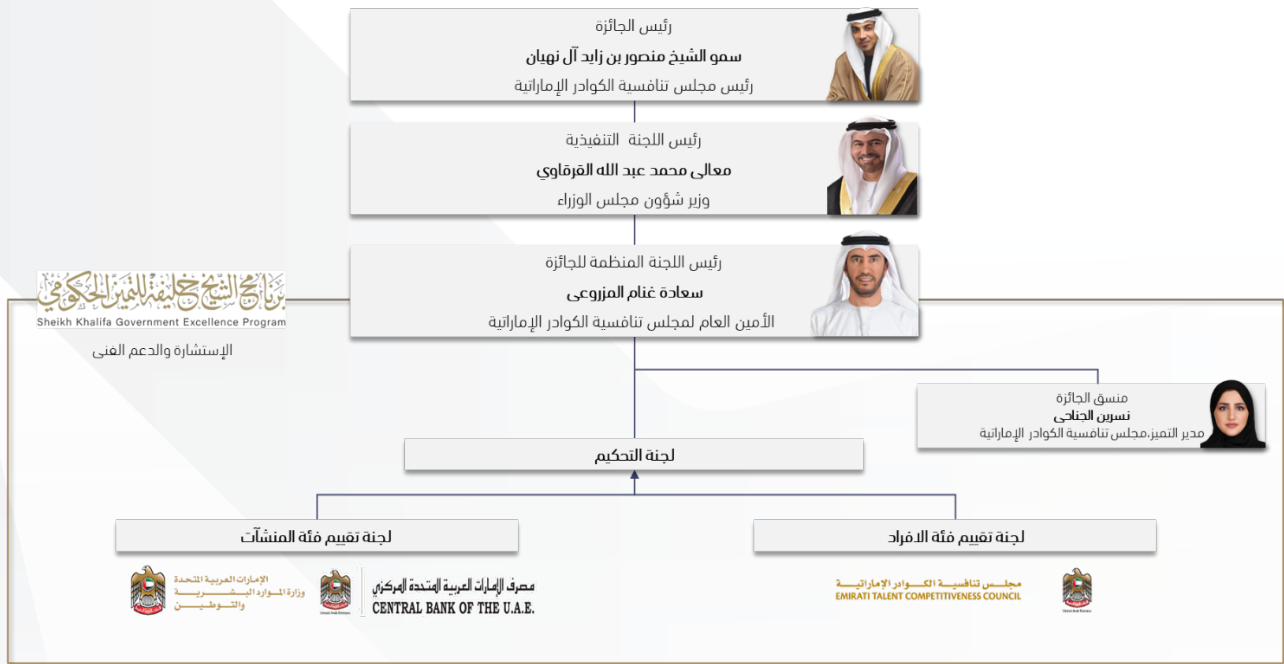 رئيس الجائزة
سمو الشيخ منصور بن زايد آل نهيان
رئيس مجلس تنافسية الكوادر الإماراتية
رئيس اللجنة التنفيذية
معالي محمد عبد الله القرقاوي
وزير شؤون مجلس الوزراء
رئيس اللجنة المنظمة للجائزة
سعادة غنام المزروعي
الأمين العام لمجلس تنافسية الكوادر الإماراتية
برنامج الشيخ خليفة للتميز الحكومي
Sheikh Khalifa Government Excellence Program
الإستشارة والدعم الفني
منسق الجائزة
نسرين الجناحي
مدير التميز،مجلس تنافسية الكوادر الإماراتية
لجنة التحكيم
لجنة تقييم فئة الافراد
لجنة تقييم فئة المنشآت
مجلس تنافسية الكوادر الإماراتية
EMIRATI TALENT COMPETITIVENESS COUNCIL
مصرف الإمارات العربية المتحدة المركزي
CENTRAL BANK OF THE U.A.E.
الإمارات العربية المتحدة
وزارة الموارد البشرية
والتوطين